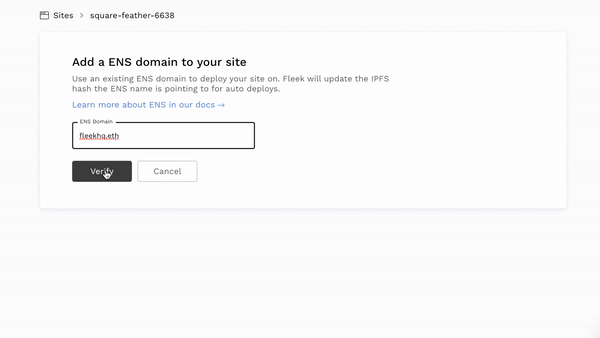 Sites > square-feather-6638
Add a ENS domain to your site
Use an existing ENS domain to deploy your site on. Fleek will update the IPFS
hash the ENS name is pointing to for auto deploys.
Learn more about ENS in our docs →
ENS Domain
fleekhq.eth
Verify Cancel